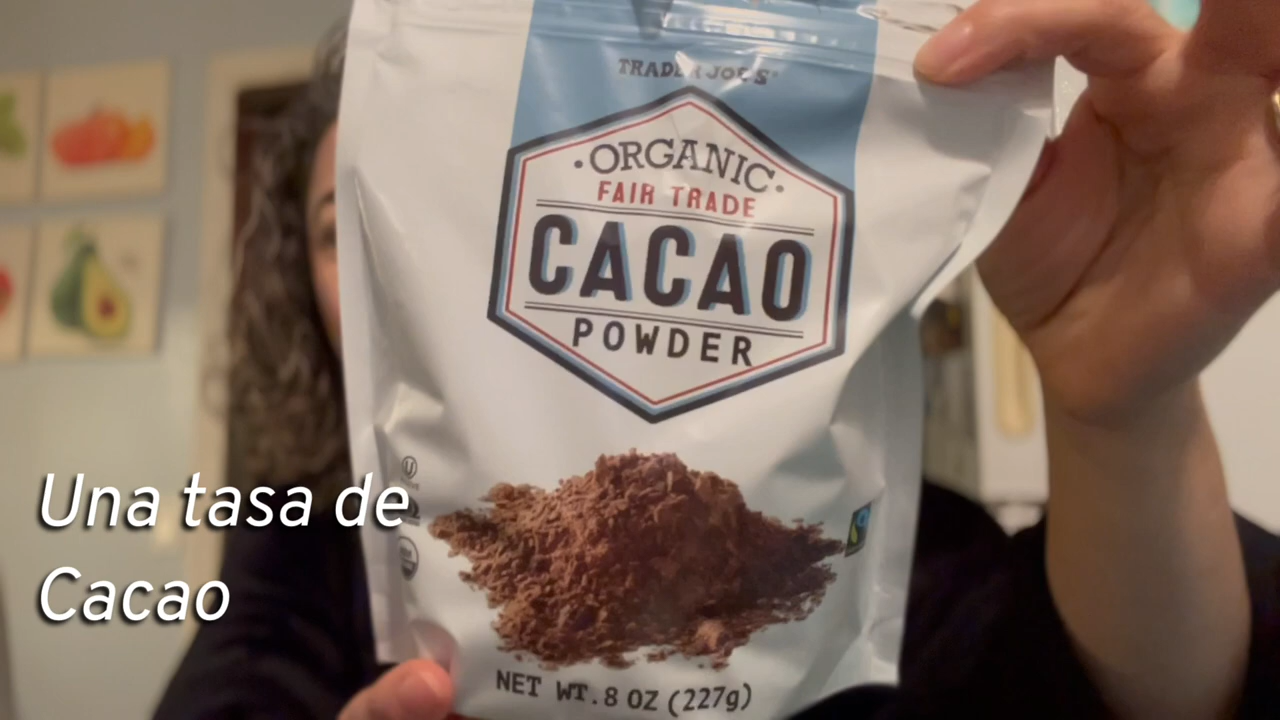 TRADER JOE'S
·ORGANIC·
FAIR TRADE
CACAO
POWDER
Una tasa de
Cacao
NET WT. 8 OZ (227g)